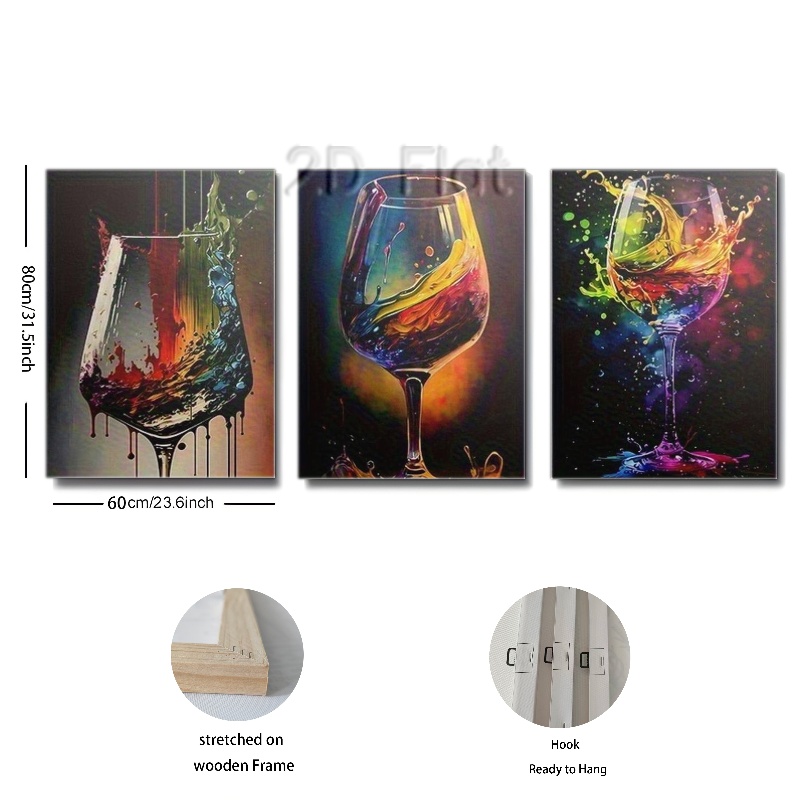 2D Flat
80cm/31.5inch
60cm/23.6inch
stretched on
wooden Frame
Hook
Ready to Hang